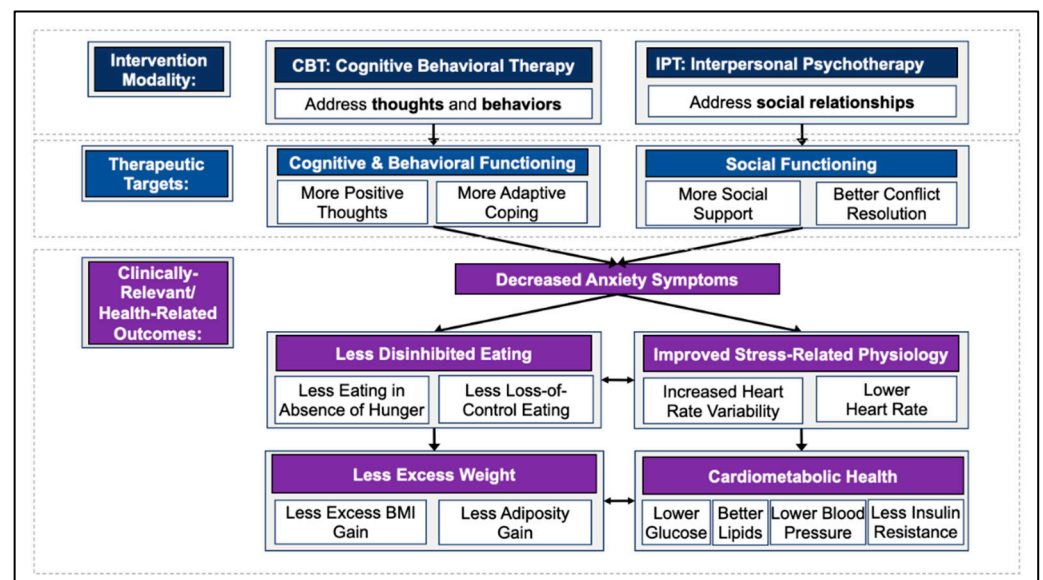 Intervention
Modality:
CBT: Cognitive Behavioral Therapy
Address thoughts and behaviors
IPT: Interpersonal Psychotherapy
Address social relationships
Therapeutic
Targets:
Cognitive & Behavioral Functioning
More Positive
Thoughts
More Adaptive
Coping
Social Functioning
More Social
Support
Better Conflict
Resolution
Clinically-
Relevant/
Health-Related
Outcomes:
Decreased Anxiety Symptoms
Less Disinhibited Eating
Less Eating in
Absence of Hunger
Less Loss-of-
Control Eating
Improved Stress-Related Physiology
Increased Heart
Rate Variability
Lower
Heart Rate
Less Excess Weight
Less Excess BMI
Gain
Less Adiposity
Gain
Cardiometabolic Health
Lower
Glucose
Better
Lipids
Lower Blood
Pressure
Less Insulin
Resistance